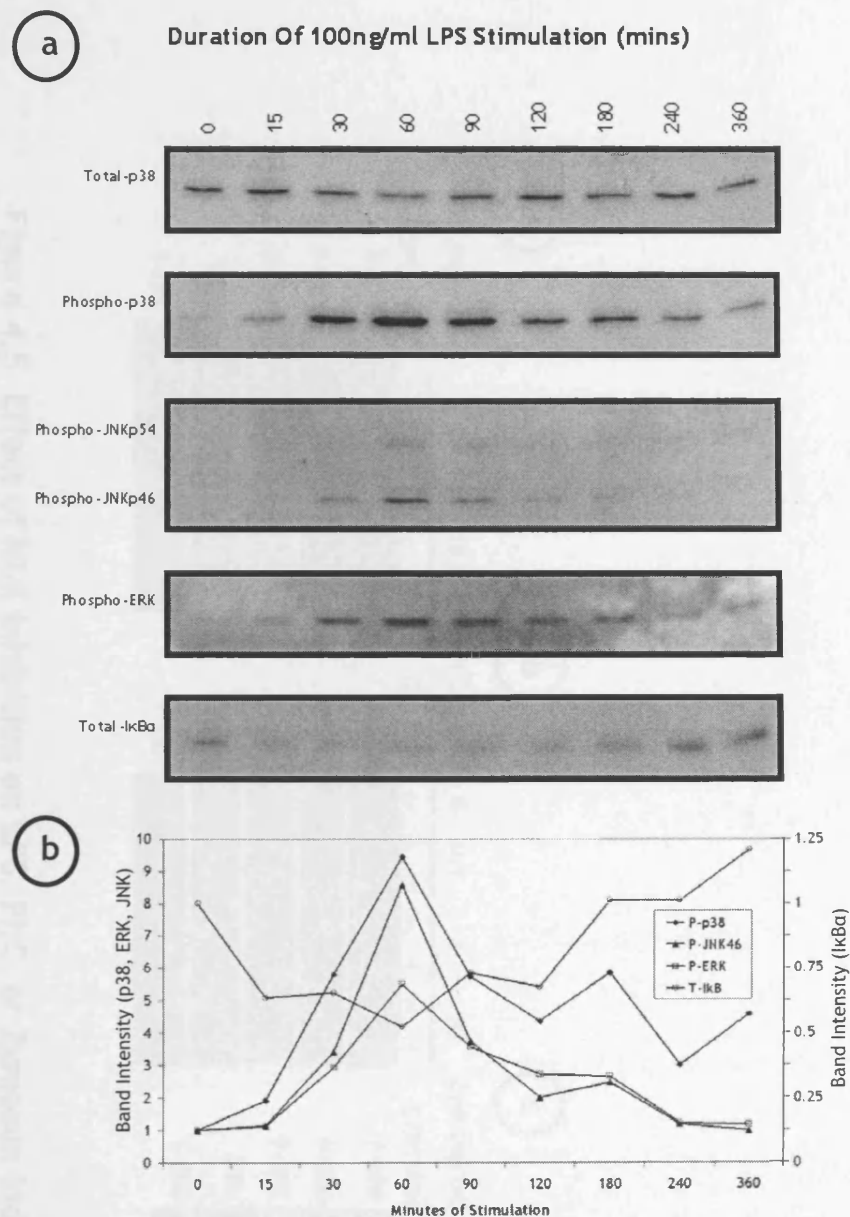 a
Duration Of 100ng/ml LPS Stimulation (mins)
0 15 30 60 90 120 180 240 360
Total-p38
Phospho-p38
Phospho-JNKp54
Phospho-JNKp46
Phospho-ERK
Total-IκBα
b
Band Intensity (p38, ERK, JNK)
10
9
8
7
6
5
4
3
2
1
0
1.25
1
0.75
0.5
0.25
0
Band Intensity (IκBα)
P-p38
P-JNK46
P-ERK
T-IkB
0 15 30 60 90 120 180 240 360
Minutes of Stimulation